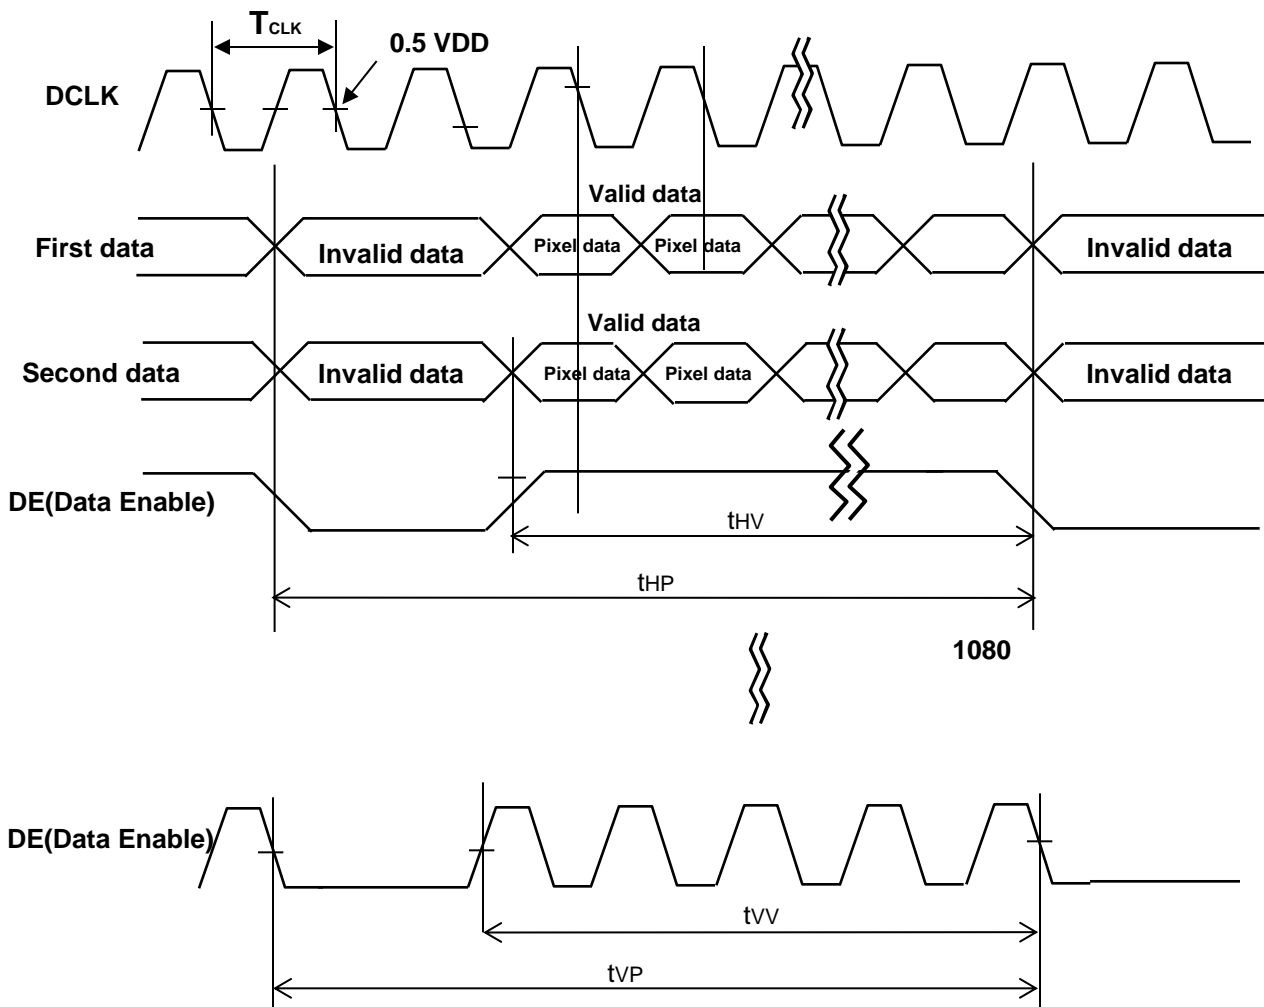 TCLK
0.5 VDD
DCLK
Valid data
First data
Invalid data
Pixel data
Pixel data
Invalid data
Valid data
Second data
Invalid data
Pixel data
Pixel data
Invalid data
DE(Data Enable)
tHV
tHP
1080
DE(Data Enable)
tVV
tVP